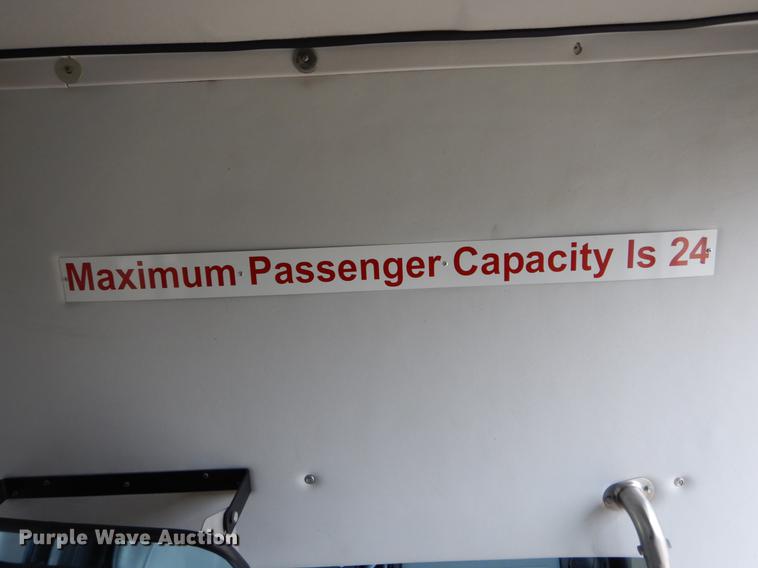 Maximum Passenger Capacity Is 24
Purple Wave Auction